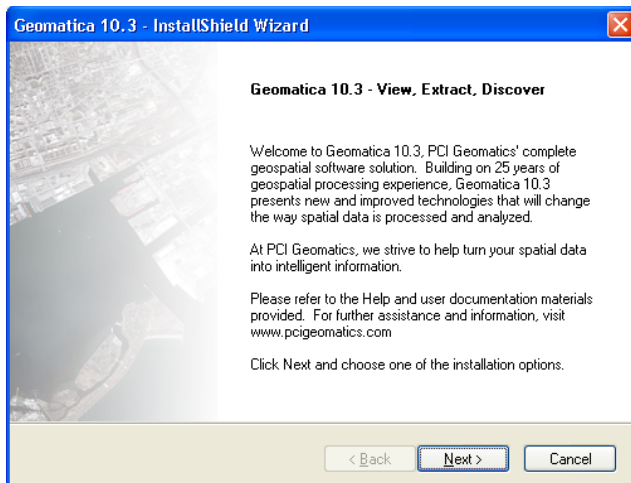 Geomatica 10.3 - InstallShield Wizard
Geomatica 10.3 - View, Extract, Discover
Welcome to Geomatica 10.3, PCI Geomatics' complete
geospatial software solution.  Building on 25 years of
geospatial processing experience, Geomatica 10.3
presents new and improved technologies that will change
the way spatial data is processed and analyzed.
At PCI Geomatics, we strive to help turn your spatial data
into intelligent information.
Please refer to the Help and user documentation materials
provided.  For further assistance and information, visit
www.pcigeomatics.com
Click Next and choose one of the installation options.
< Back Next > Cancel